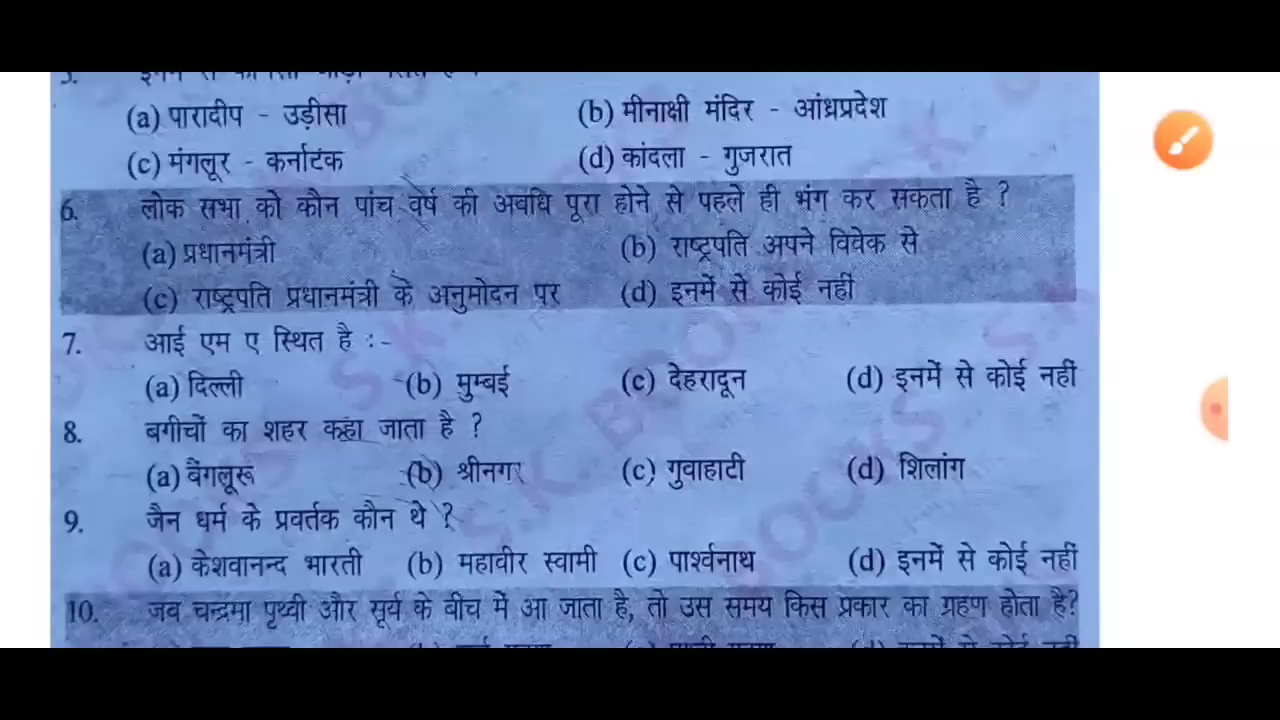 (a) पारादीप - उड़ीसा (b) मीनाक्षी मंदिर - आंध्रप्रदेश
(c) मंगलूर - कर्नाटक (d) कांदला - गुजरात
6. लोक सभा को कौन पांच वर्ष की अवधि पूरा होने से पहले ही भंग कर सकता है ?
(a) प्रधानमंत्री (b) राष्ट्रपति अपने विवेक से
(c) राष्ट्रपति प्रधानमंत्री के अनुमोदन पर (d) इनमें से कोई नहीं
7. आई एम ए स्थित है :-
(a) दिल्ली (b) मुम्बई (c) देहरादून (d) इनमें से कोई नहीं
8. बगीचों का शहर कहा जाता है ?
(a) बैंगलूरू (b) श्रीनगर (c) गुवाहाटी (d) शिलांग
9. जैन धर्म के प्रवर्तक कौन थे ?
(a) केशवानन्द भारती (b) महावीर स्वामी (c) पार्श्वनाथ (d) इनमें से कोई नहीं
10. जब चन्द्रमा पृथ्वी और सूर्य के बीच में आ जाता है, तो उस समय किस प्रकार का ग्रहण होता है?